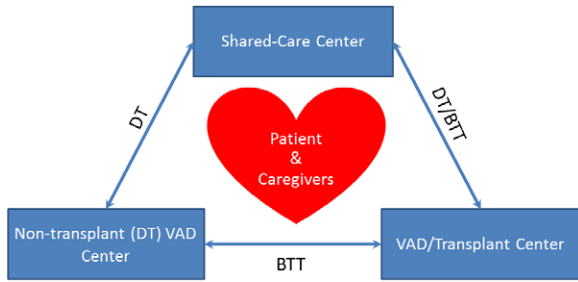 Shared-Care Center
DT
DT/BTT
Patient
&
Caregivers
Non-transplant (DT) VAD
Center
VAD/Transplant Center
BTT